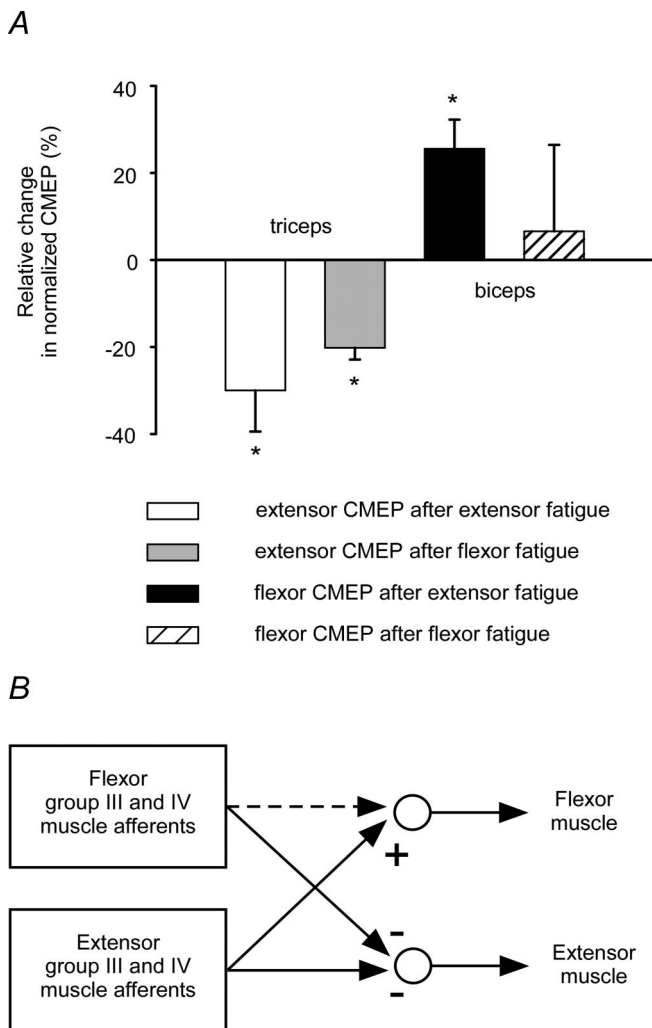 A
Relative change
in normalized CMEP (%)
40
20
0
-20
-40
triceps
biceps
*
*
*
extensor CMEP after extensor fatigue
extensor CMEP after flexor fatigue
flexor CMEP after extensor fatigue
flexor CMEP after flexor fatigue
B
Flexor
group III and IV
muscle afferents
Extensor
group III and IV
muscle afferents
+
-
-
Flexor
muscle
Extensor
muscle